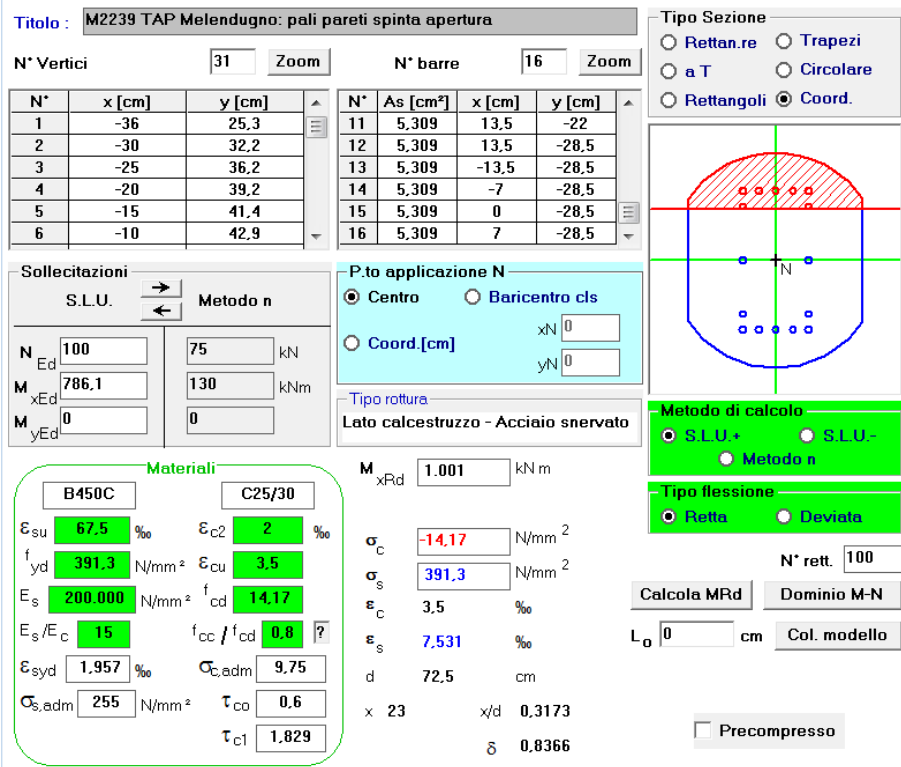 Titolo : M2239 TAP Melendugno: pali pareti spinta apertura
N° Vertici 31 Zoom N° barre 16 Zoom
N° x [cm] y [cm]
1 -36 25,3
2 -30 32,2
3 -25 36,2
4 -20 39,2
5 -15 41,4
6 -10 42,9
N° As [cm²] x [cm] y [cm]
11 5,309 13,5 -22
12 5,309 13,5 -28,5
13 5,309 -13,5 -28,5
14 5,309 -7 -28,5
15 5,309 0 -28,5
16 5,309 7 -28,5
Tipo Sezione
Rettan.re Trapezi
a T Circolare
Rettangoli Coord.
N
Sollecitazioni
S.L.U. Metodo n
N Ed 100 75 kN
M xEd 786,1 130 kNm
M yEd 0 0
P.to applicazione N
Centro Baricentro cls
Coord.[cm] xN 0
yN 0
Tipo rottura
Lato calcestruzzo - Acciaio snervato
Metodo di calcolo
S.L.U.+ S.L.U.-
Metodo n
Tipo flessione
Retta Deviata
N° rett. 100
Calcola MRd Dominio M-N
L o 0 cm Col. modello
Precompresso
Materiali
B450C C25/30
εsu 67,5 ‰ εc2 2 ‰
fyd 391,3 N/mm² εcu 3,5
Es 200.000 N/mm² fcd 14,17
Es/Ec 15 fcc / fcd 0,8 ?
εsyd 1,957 ‰ σc,adm 9,75
σs,adm 255 N/mm² τco 0,6
τc1 1,829
M xRd 1.001 kN m
σc -14,17 N/mm²
σs 391,3 N/mm²
εc 3,5 ‰
εs 7,531 ‰
d 72,5 cm
x 23 x/d 0,3173
δ 0,8366